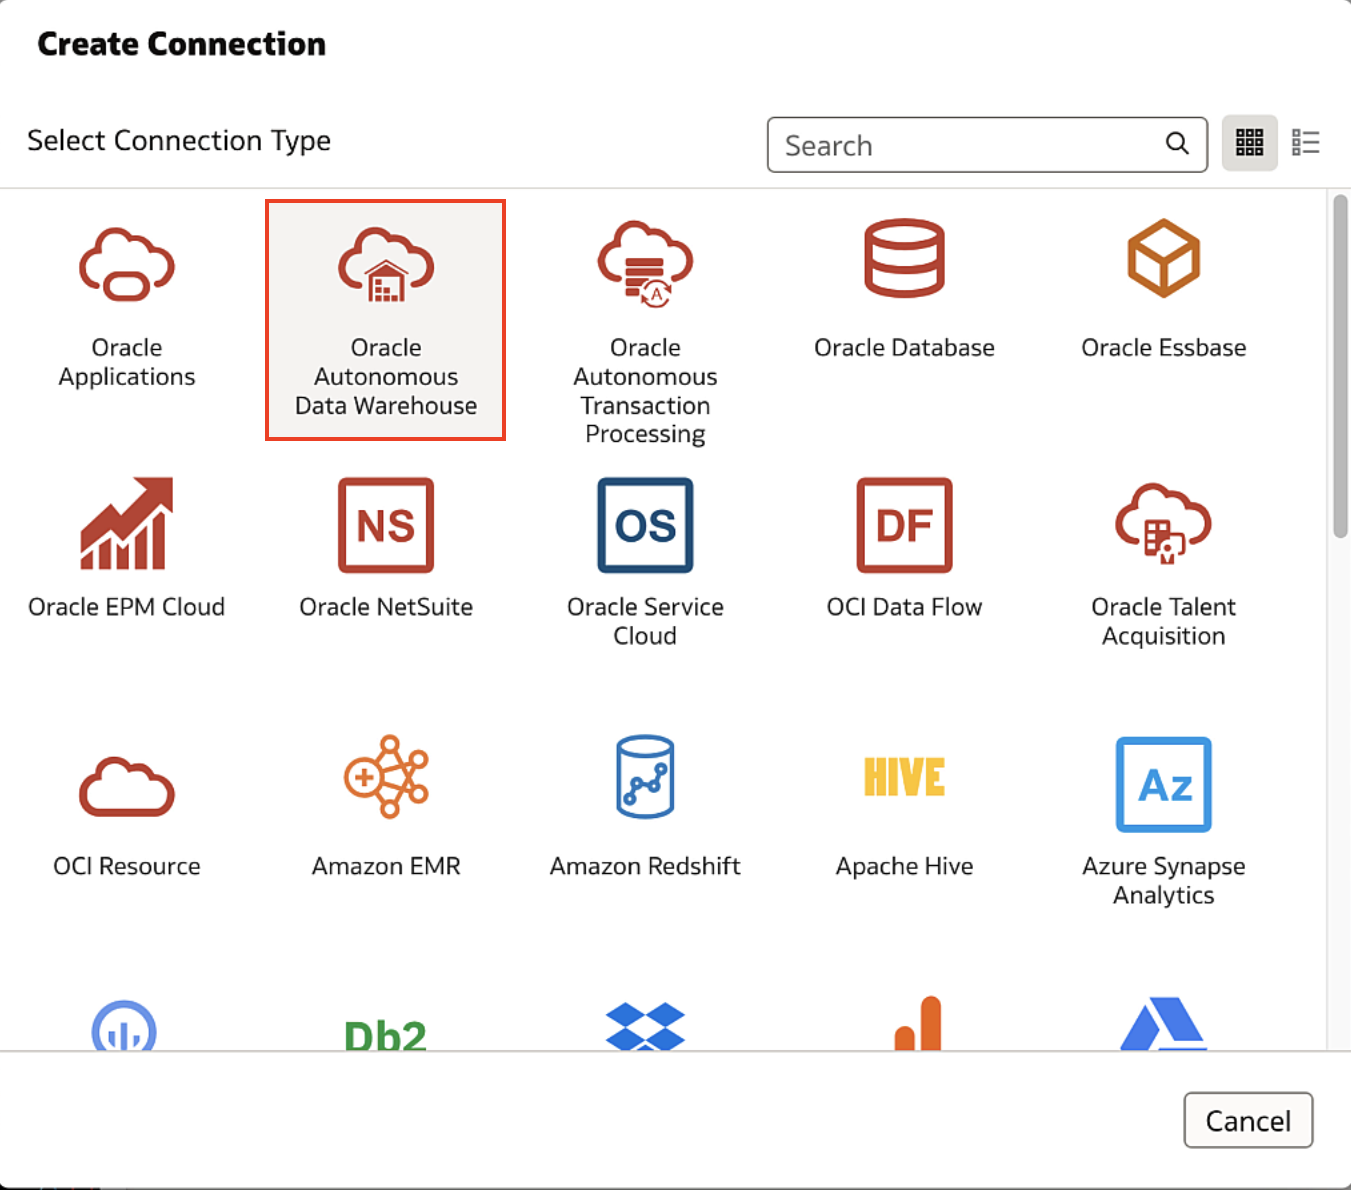 Create Connection
Select Connection Type
Search
Oracle
Applications
Oracle
Autonomous
Data Warehouse
A
Oracle
Autonomous
Transaction
Processing
Oracle Database
Oracle Essbase
Oracle EPM Cloud
NS
Oracle NetSuite
OS
Oracle Service
Cloud
DF
OCI Data Flow
Oracle Talent
Acquisition
OCI Resource
Amazon EMR
Amazon Redshift
HIVE
Apache Hive
Az
Azure Synapse
Analytics
Db2
Cancel